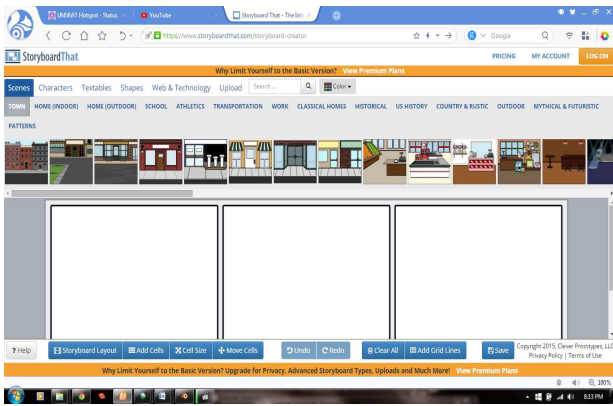 UNSRAT Hotspot - Status
YouTube
Storyboard That - The Inte
https://www.storyboardthat.com/storyboard-creator
Google
StoryboardThat
PRICING MY ACCOUNT LOG ON
Why Limit Yourself to the Basic Version? View Premium Plans
Scenes Characters Textables Shapes Web & Technology Upload Search ... Color
TOWN HOME (INDOOR) HOME (OUTDOOR) SCHOOL ATHLETICS TRANSPORTATION WORK CLASSICAL HOMES HISTORICAL US HISTORY COUNTRY & RUSTIC OUTDOOR MYTHICAL & FUTURISTIC
PATTERNS
? Help Storyboard Layout Add Cells Cell Size Move Cells Undo Redo Clear All Add Grid Lines Save
Copyright 2015, Clever Prototypes, LLC
Privacy Policy | Terms of Use
Why Limit Yourself to the Basic Version? Upgrade for Privacy, Advanced Storyboard Types, Uploads and Much More! View Premium Plans
100%
8:13 PM